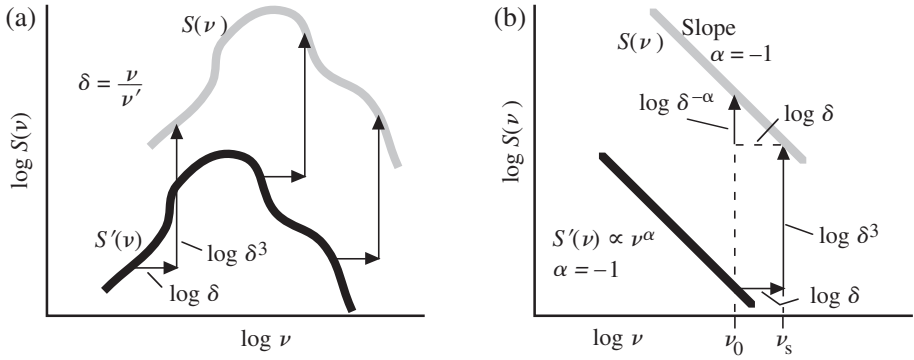 (a)
S(ν)
δ = ν/ν′
log S(ν)
S′(ν)
log δ³
log δ
log ν
(b)
S(ν)
Slope
α = −1
log δ^−α
log δ
log S(ν)
log δ³
S′(ν) ∝ ν^α
α = −1
log δ
log ν
ν₀
νₛ